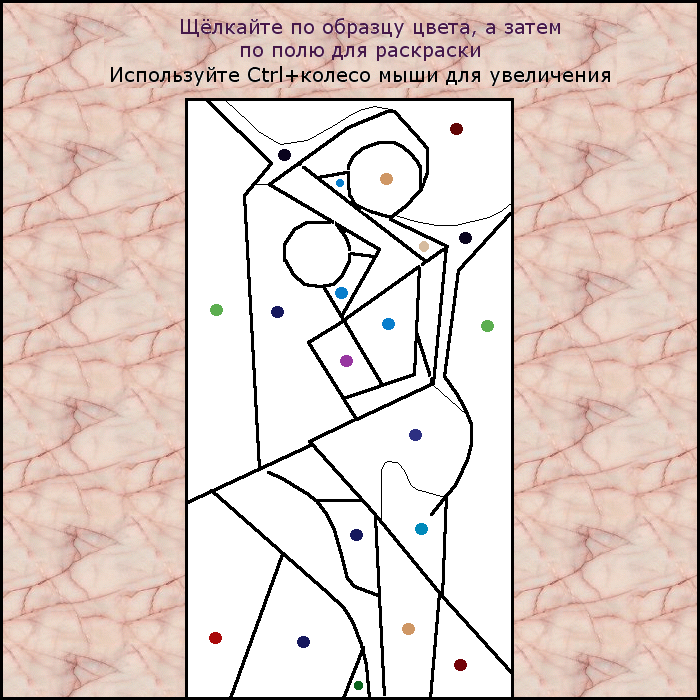 Щёлкайте по образцу цвета, а затем
по полю для раскраски
Используйте Ctrl+колесо мыши для увеличения